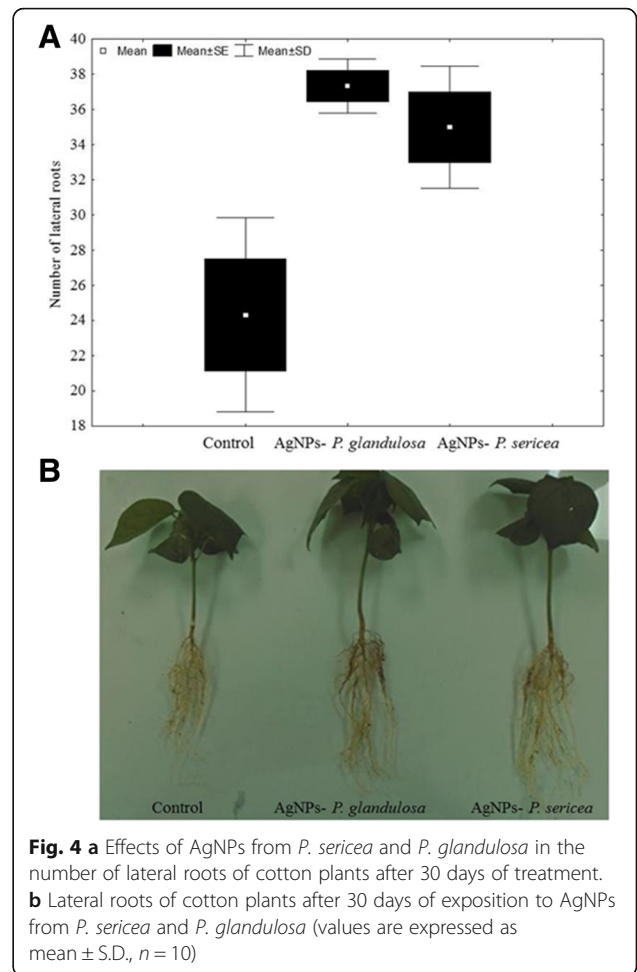 A
40
Mean Mean±SE Mean±SD
38
36
34
32
30
28
26
24
22
20
18
Number of lateral roots
Control AgNPs- P. glandulosa AgNPs- P. sericea
B
Control AgNPs- P. glandulosa AgNPs- P. sericea
Fig. 4 a Effects of AgNPs from P. sericea and P. glandulosa in the
number of lateral roots of cotton plants after 30 days of treatment.
b Lateral roots of cotton plants after 30 days of exposition to AgNPs
from P. sericea and P. glandulosa (values are expressed as
mean ± S.D., n = 10)